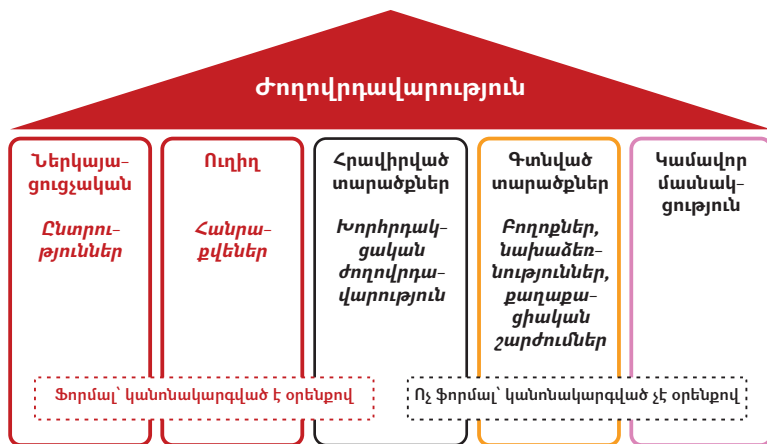 Ժողովրդավարություն
Ներկայա-
ցուցչական
Ընտրու-
թյուններ
Ուղիղ
Հանրա-
քվեներ
Հրավիրված
տարածքներ
Խորհրդակ-
ցական
ժողովրդա-
վարություն
Գտնված
տարածքներ
Բողոքներ,
նախաձեռ-
նություններ,
քաղաքա-
ցիական
շարժումներ
Կամավոր
մասնակ-
ցություն
Ֆորմալ՝ կանոնակարգված է օրենքով
Ոչ ֆորմալ՝ կանոնակարգված չէ օրենքով